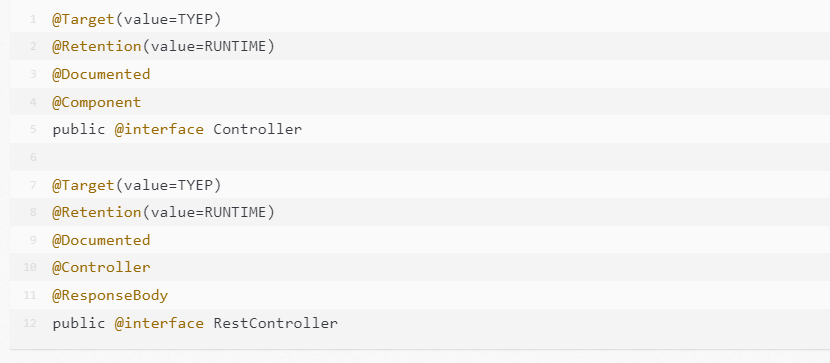 1 @Target(value=TYEP)
2 @Retention(value=RUNTIME)
3 @Documented
4 @Component
5 public @interface Controller
6
7 @Target(value=TYEP)
8 @Retention(value=RUNTIME)
9 @Documented
10 @Controller
11 @ResponseBody
12 public @interface RestController